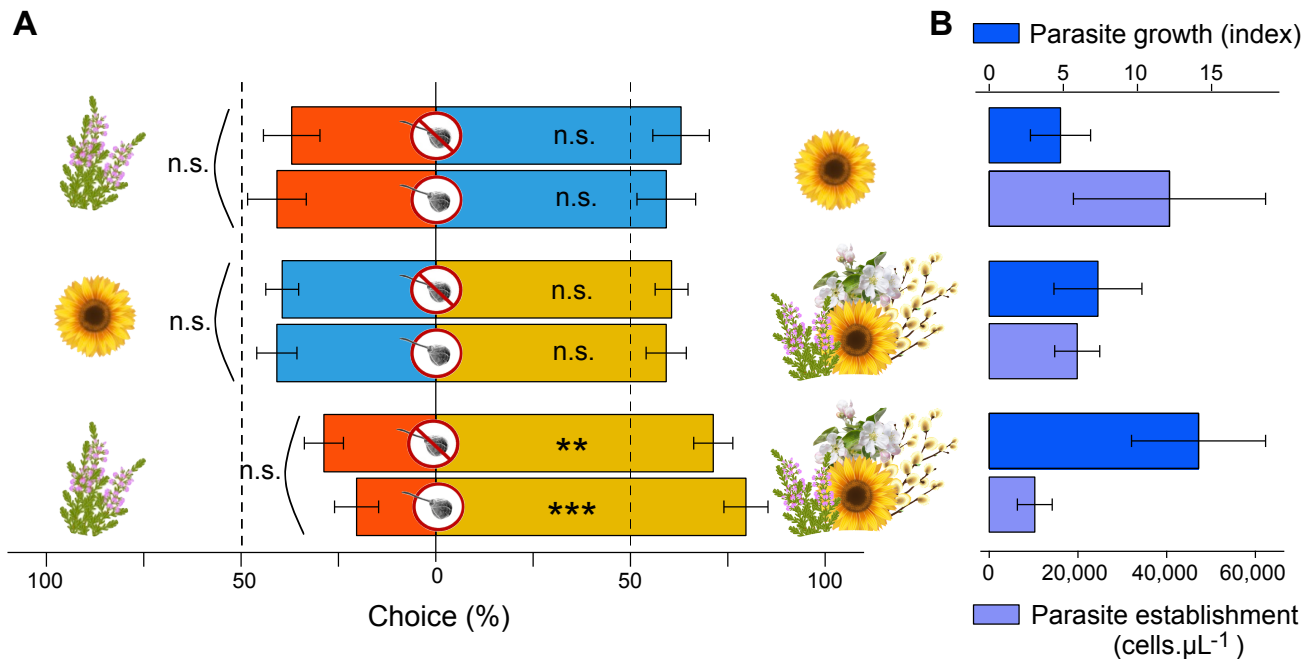 A
B
Parasite growth (index)
0 5 10 15
n.s.
n.s.
n.s.
n.s.
n.s.
n.s.
n.s.
**
***
100 50 0 50 100
Choice (%)
0 20,000 40,000 60,000
Parasite establishment
(cells.µL⁻¹ )